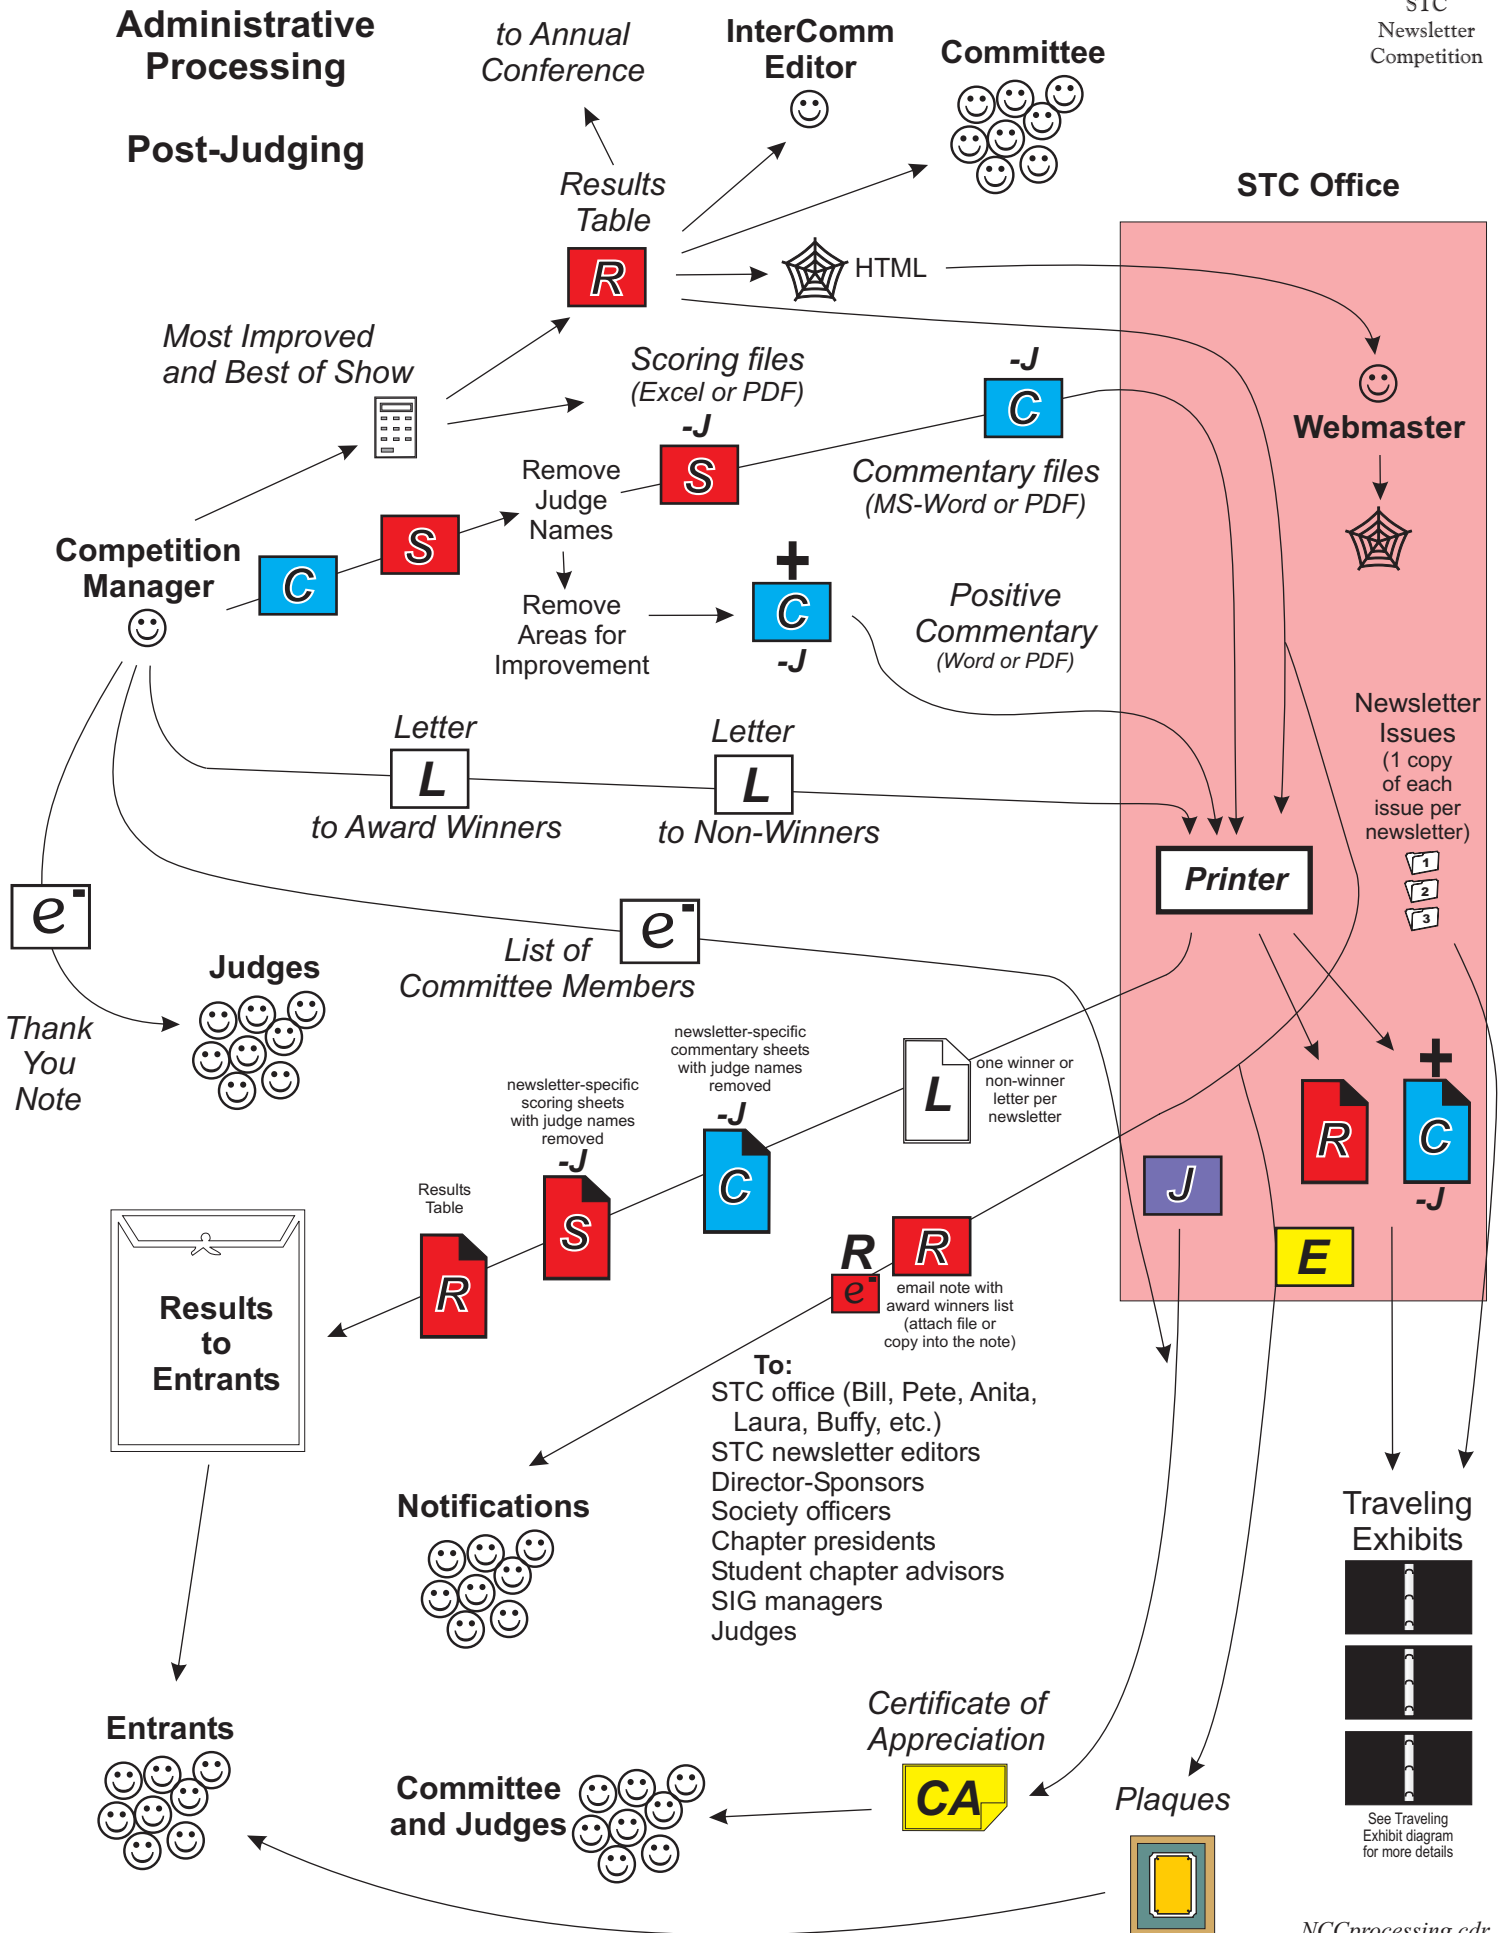 Administrative
Processing
Post-Judging
to Annual
Conference
InterComm
Editor
Committee
STC
Newsletter
Competition
STC Office
Results
Table
R
HTML
Most Improved
and Best of Show
Scoring files
(Excel or PDF)
-J
S
-J
C
Commentary files
(MS-Word or PDF)
Webmaster
Remove
Judge
Names
S
C
Competition
Manager
Remove
Areas for
Improvement
+
C
-J
Positive
Commentary
(Word or PDF)
Newsletter
Issues
(1 copy
of each
issue per
newsletter)
1
2
3
Letter
L
to Award Winners
Letter
L
to Non-Winners
Printer
e
Thank
You
Note
Judges
e
List of
Committee Members
newsletter-specific
commentary sheets
with judge names
removed
-J
C
newsletter-specific
scoring sheets
with judge names
removed
-J
S
L
one winner or
non-winner
letter per
newsletter
Results
Table
R
R
+
C
-J
J
E
Results
to
Entrants
R
e
R
email note with
award winners list
(attach file or
copy into the note)
To:
STC office (Bill, Pete, Anita,
Laura, Buffy, etc.)
STC newsletter editors
Director-Sponsors
Society officers
Chapter presidents
Student chapter advisors
SIG managers
Judges
Notifications
Traveling
Exhibits
See Traveling
Exhibit diagram
for more details
Entrants
Committee
and Judges
Certificate of
Appreciation
CA
Plaques
NCCprocessing.cdr